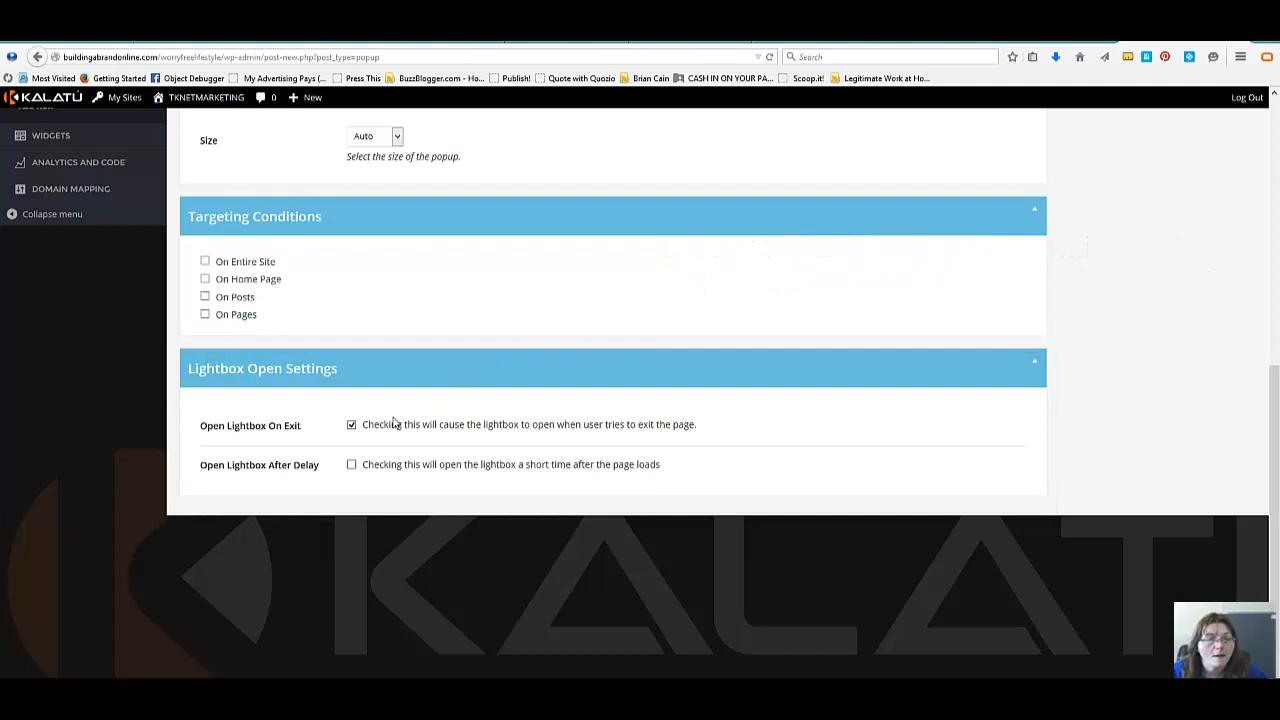 buildingabrandonline.com/worryfreelifestyle/wp-admin/post-new.php?post_type=popup
Search
Most Visited Getting Started Object Debugger My Advertising Pays (... Press This BuzzBlogger.com - Ho... Publish! Quote with Quozio Brian Cain CASH IN ON YOUR PA... Scoop.it! Legitimate Work at Ho...
KALATÚ My Sites TKNETMARKETING 0 New Log Out
WIDGETS
ANALYTICS AND CODE
DOMAIN MAPPING
Collapse menu
Size Auto
Select the size of the popup.
Targeting Conditions
On Entire Site
On Home Page
On Posts
On Pages
Lightbox Open Settings
Open Lightbox On Exit Checking this will cause the lightbox to open when user tries to exit the page.
Open Lightbox After Delay Checking this will open the lightbox a short time after the page loads
KALAT